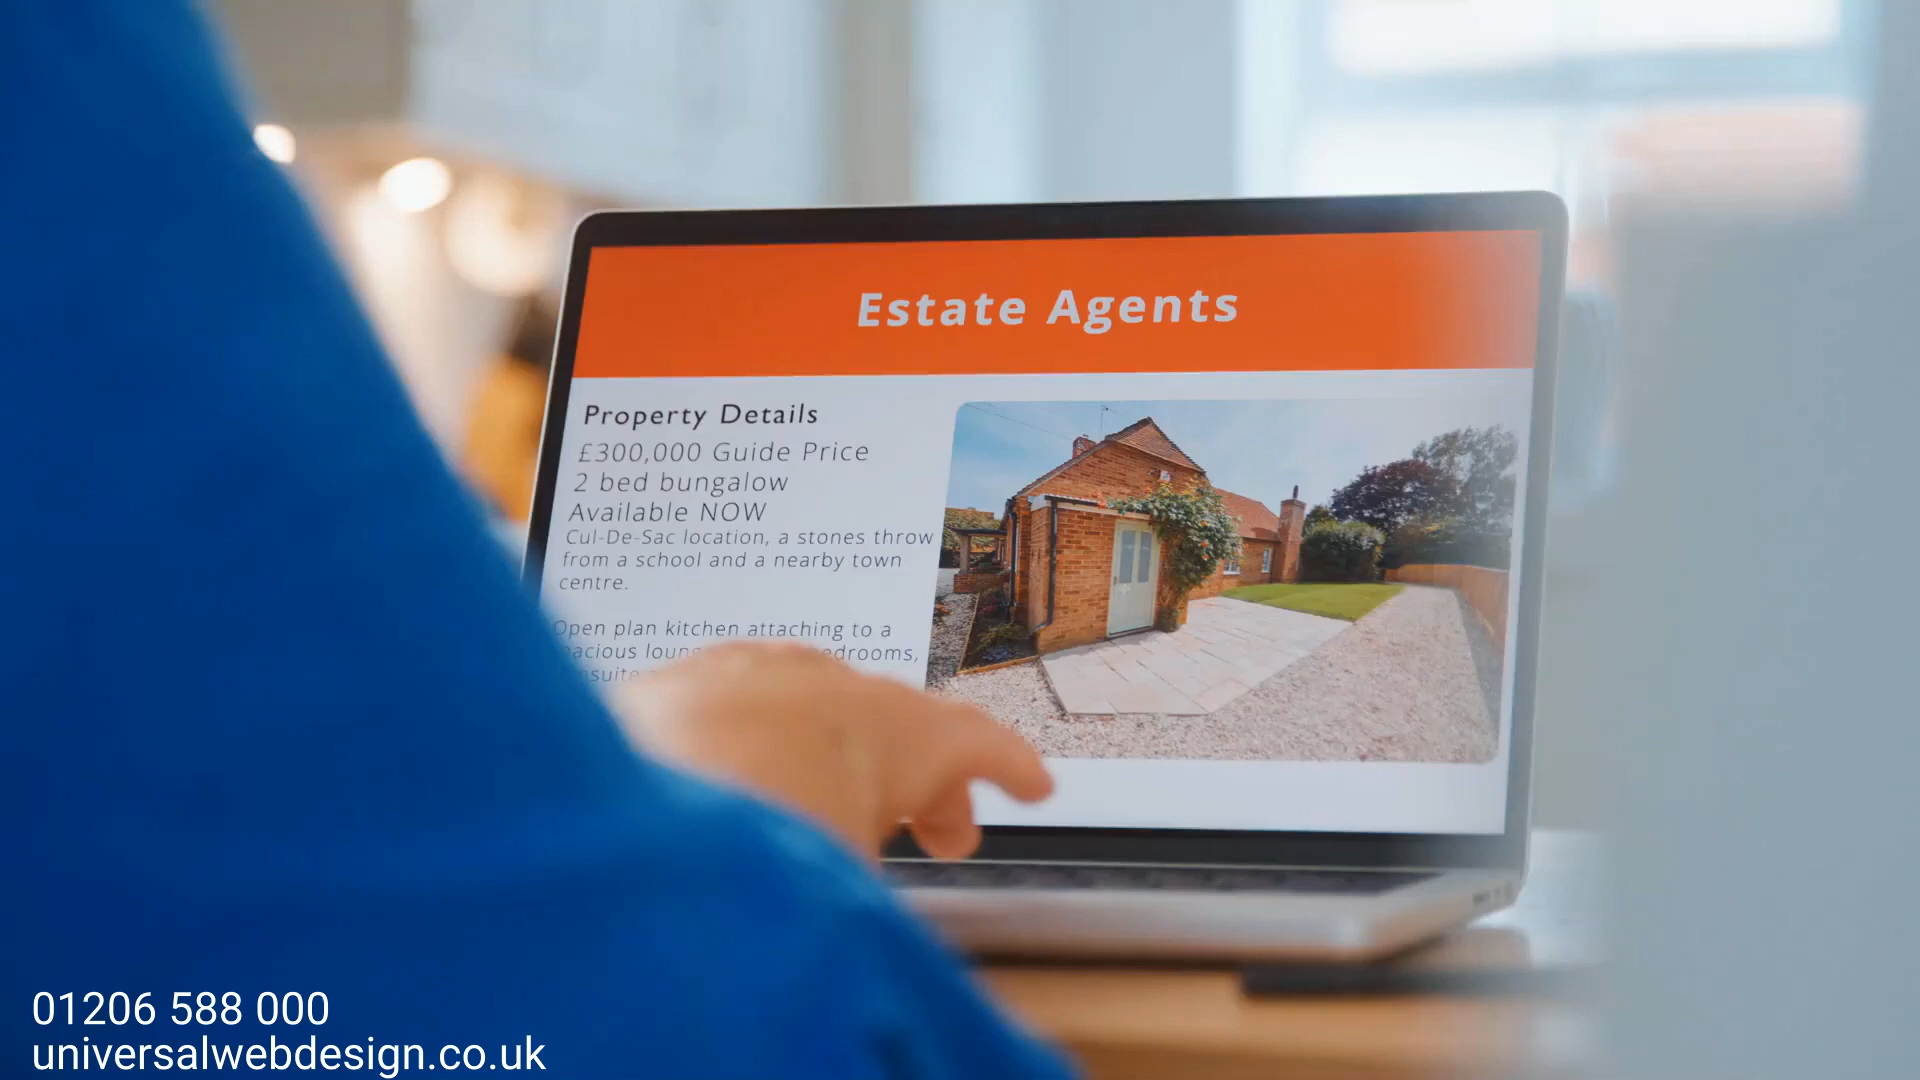 Estate Agents
Property Details
£300,000 Guide Price
2 bed bungalow
Available NOW
Cul-De-Sac location, a stones throw
from a school and a nearby town
centre.
Open plan kitchen attaching to a
edrooms,
01206 588 000
universalwebdesign.co.uk